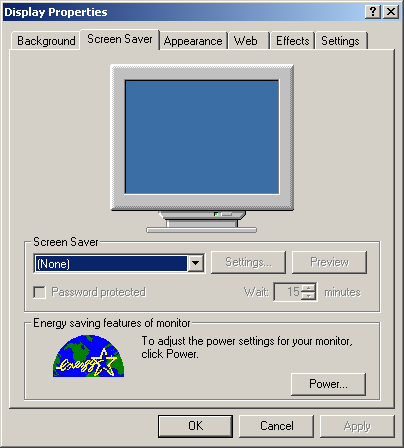 Display Properties
Background Screen Saver Appearance Web Effects Settings
Screen Saver
(None) Settings... Preview
Password protected Wait: 15 minutes
Energy saving features of monitor
To adjust the power settings for your monitor,
click Power.
energy
Power...
OK Cancel Apply